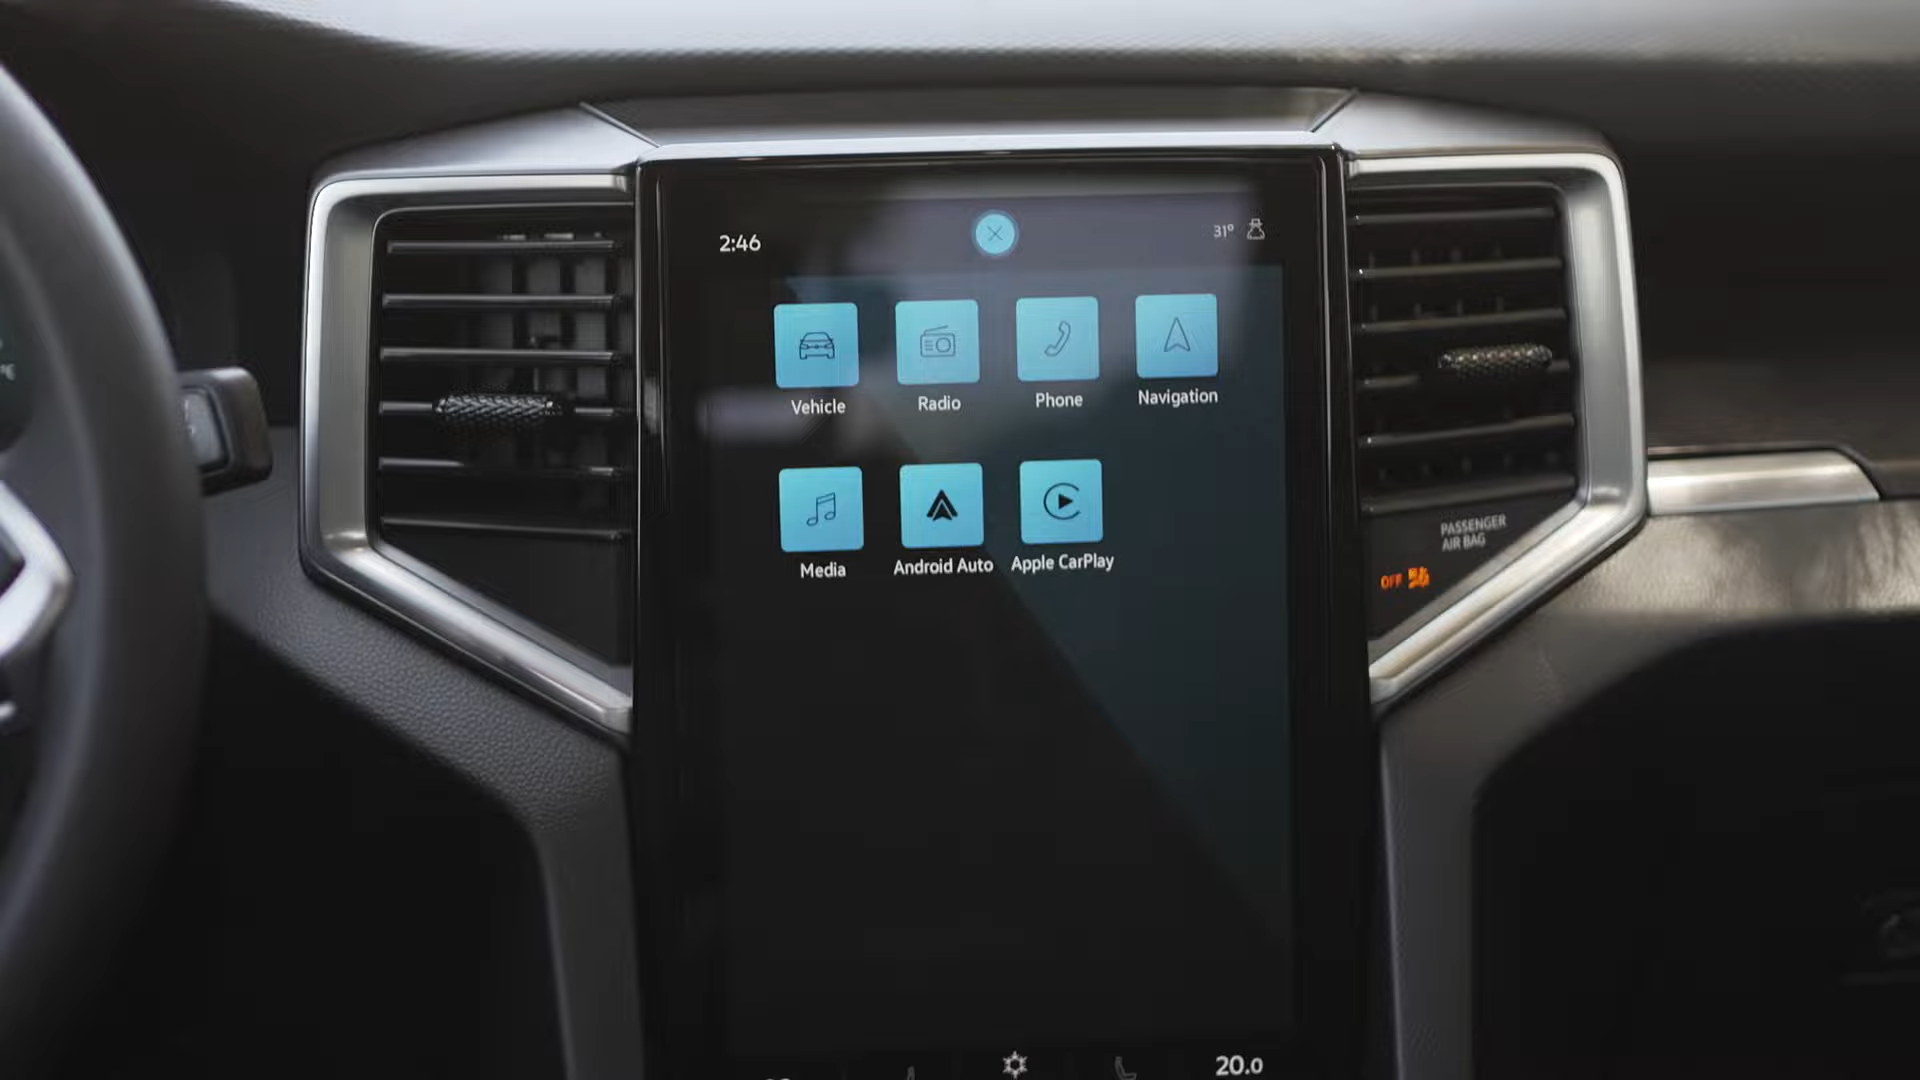 2:46
31°
Vehicle
Radio
Phone
Navigation
Media
Android Auto
Apple CarPlay
PASSENGER
AIR BAG
OFF
°C
20.0